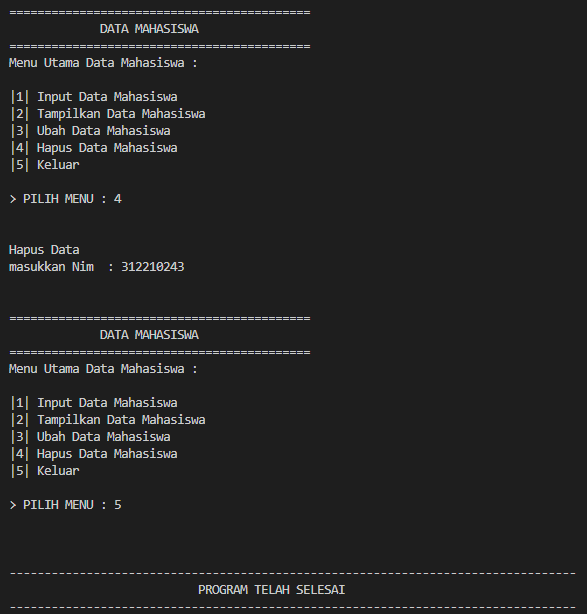 ===========================================
DATA MAHASISWA
===========================================
Menu Utama Data Mahasiswa :
|1| Input Data Mahasiswa
|2| Tampilkan Data Mahasiswa
|3| Ubah Data Mahasiswa
|4| Hapus Data Mahasiswa
|5| Keluar
> PILIH MENU : 4
Hapus Data
masukkan Nim  : 312210243
===========================================
DATA MAHASISWA
===========================================
Menu Utama Data Mahasiswa :
|1| Input Data Mahasiswa
|2| Tampilkan Data Mahasiswa
|3| Ubah Data Mahasiswa
|4| Hapus Data Mahasiswa
|5| Keluar
> PILIH MENU : 5
---------------------------------------------------------------------------------
PROGRAM TELAH SELESAI
---------------------------------------------------------------------------------